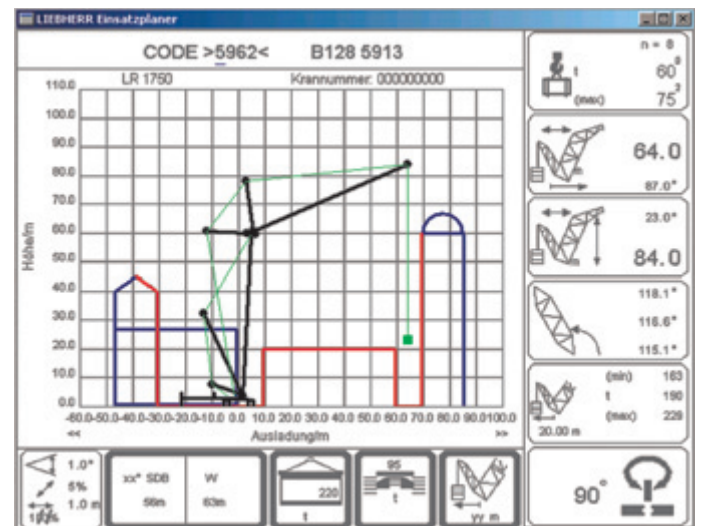 LIEBHERR Einsatzplaner
CODE >5962< B128 5913
LR 1750 Krannummer: 000000000
110.0
90.0
80.0
70.0
60.0
50.0
40.0
30.0
20.0
10.0
0.0
Höhe/m
-60.0-50.0-40.0-30.0-20.0-10.0 0.0 10.0 20.0 30.0 40.0 50.0 60.0 70.0 80.0 90.0100.0
<< Ausladung/m >>
n = 8
t 60
(max) 75
64.0
87.0°
23.0°
84.0
118.1°
116.6°
115.1°
(min) 163
t 190
(max) 229
20.00 m
90°
1.0°
5%
1.0 m
xx° SDB W
56m 63m
220
t
95
t
yy m